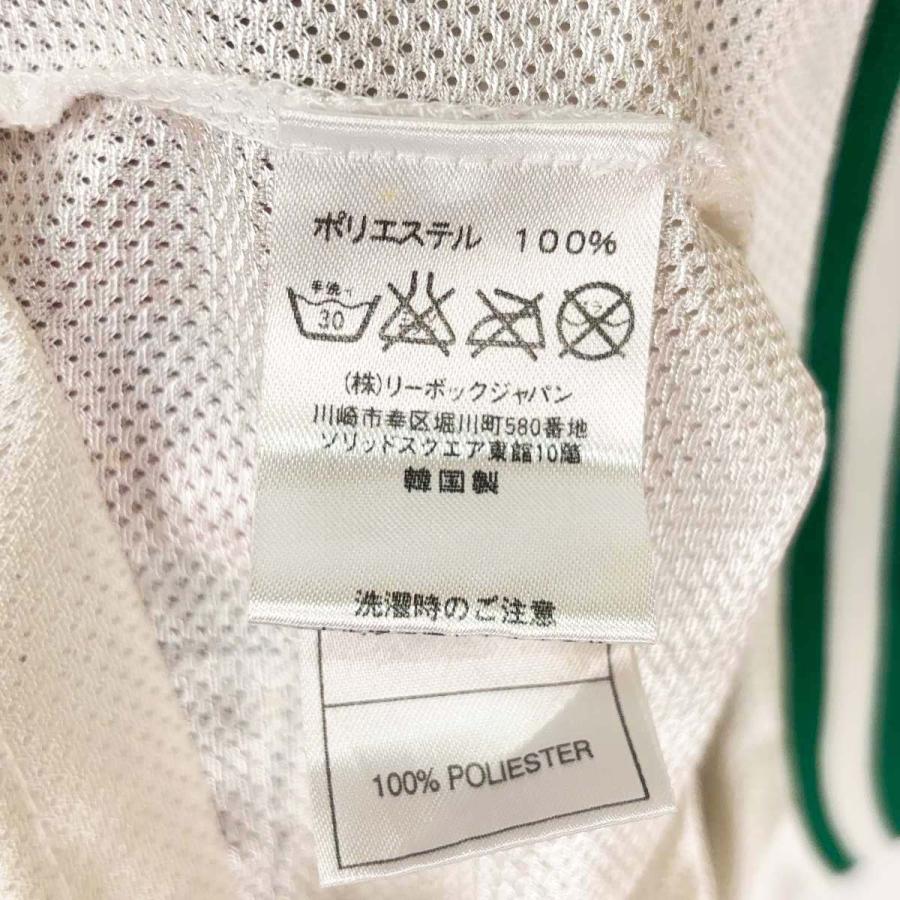 ポリエステル 100%
手洗イ
30
(株)リーボックジャパン
川崎市幸区堀川町580番地
ソリッドスクエア東館10階
韓国製
洗濯時のご注意
100% POLIESTER